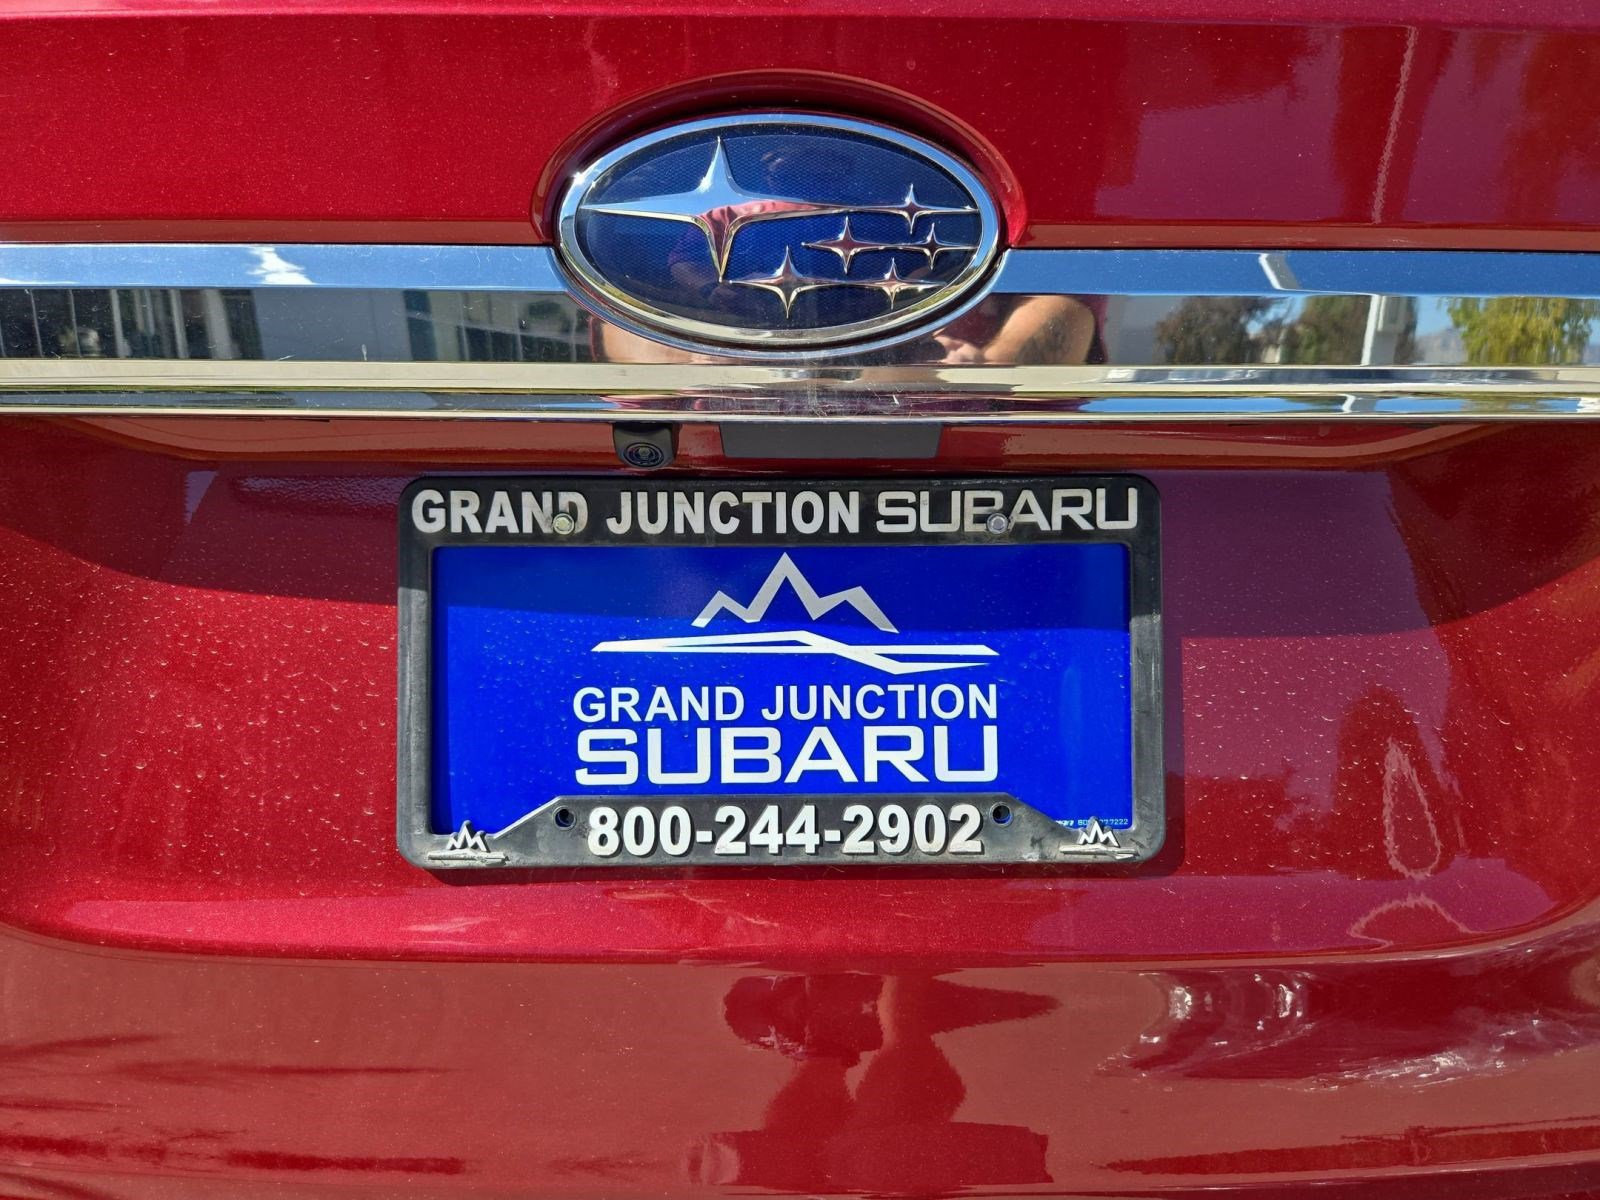 GRAND JUNCTION SUBARU
GRAND JUNCTION
SUBARU
800-244-2902